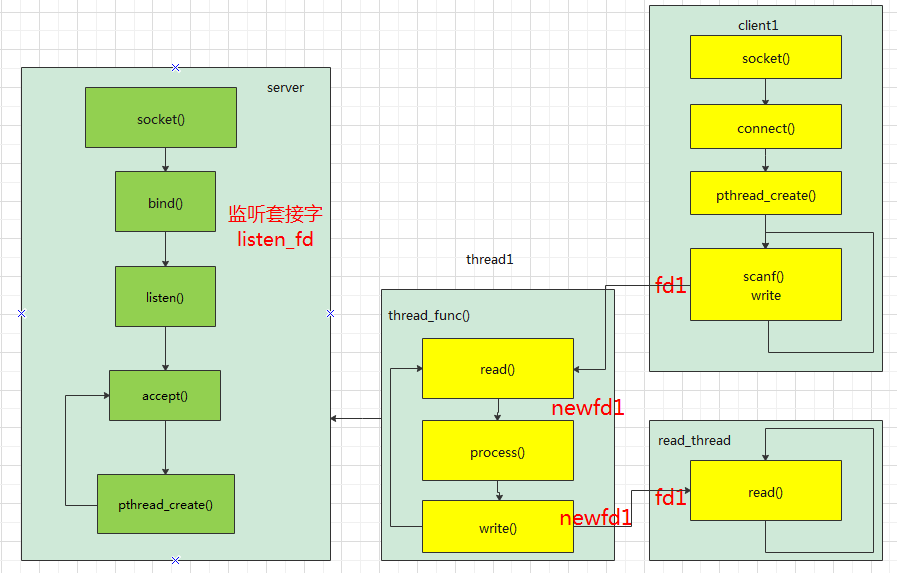 server
socket()
bind()
监听套接字
listen_fd
listen()
accept()
pthread_create()
thread1
thread_func()
read()
newfd1
process()
write()
newfd1
client1
socket()
connect()
pthread_create()
scanf()
write
fd1
read_thread
read()
fd1